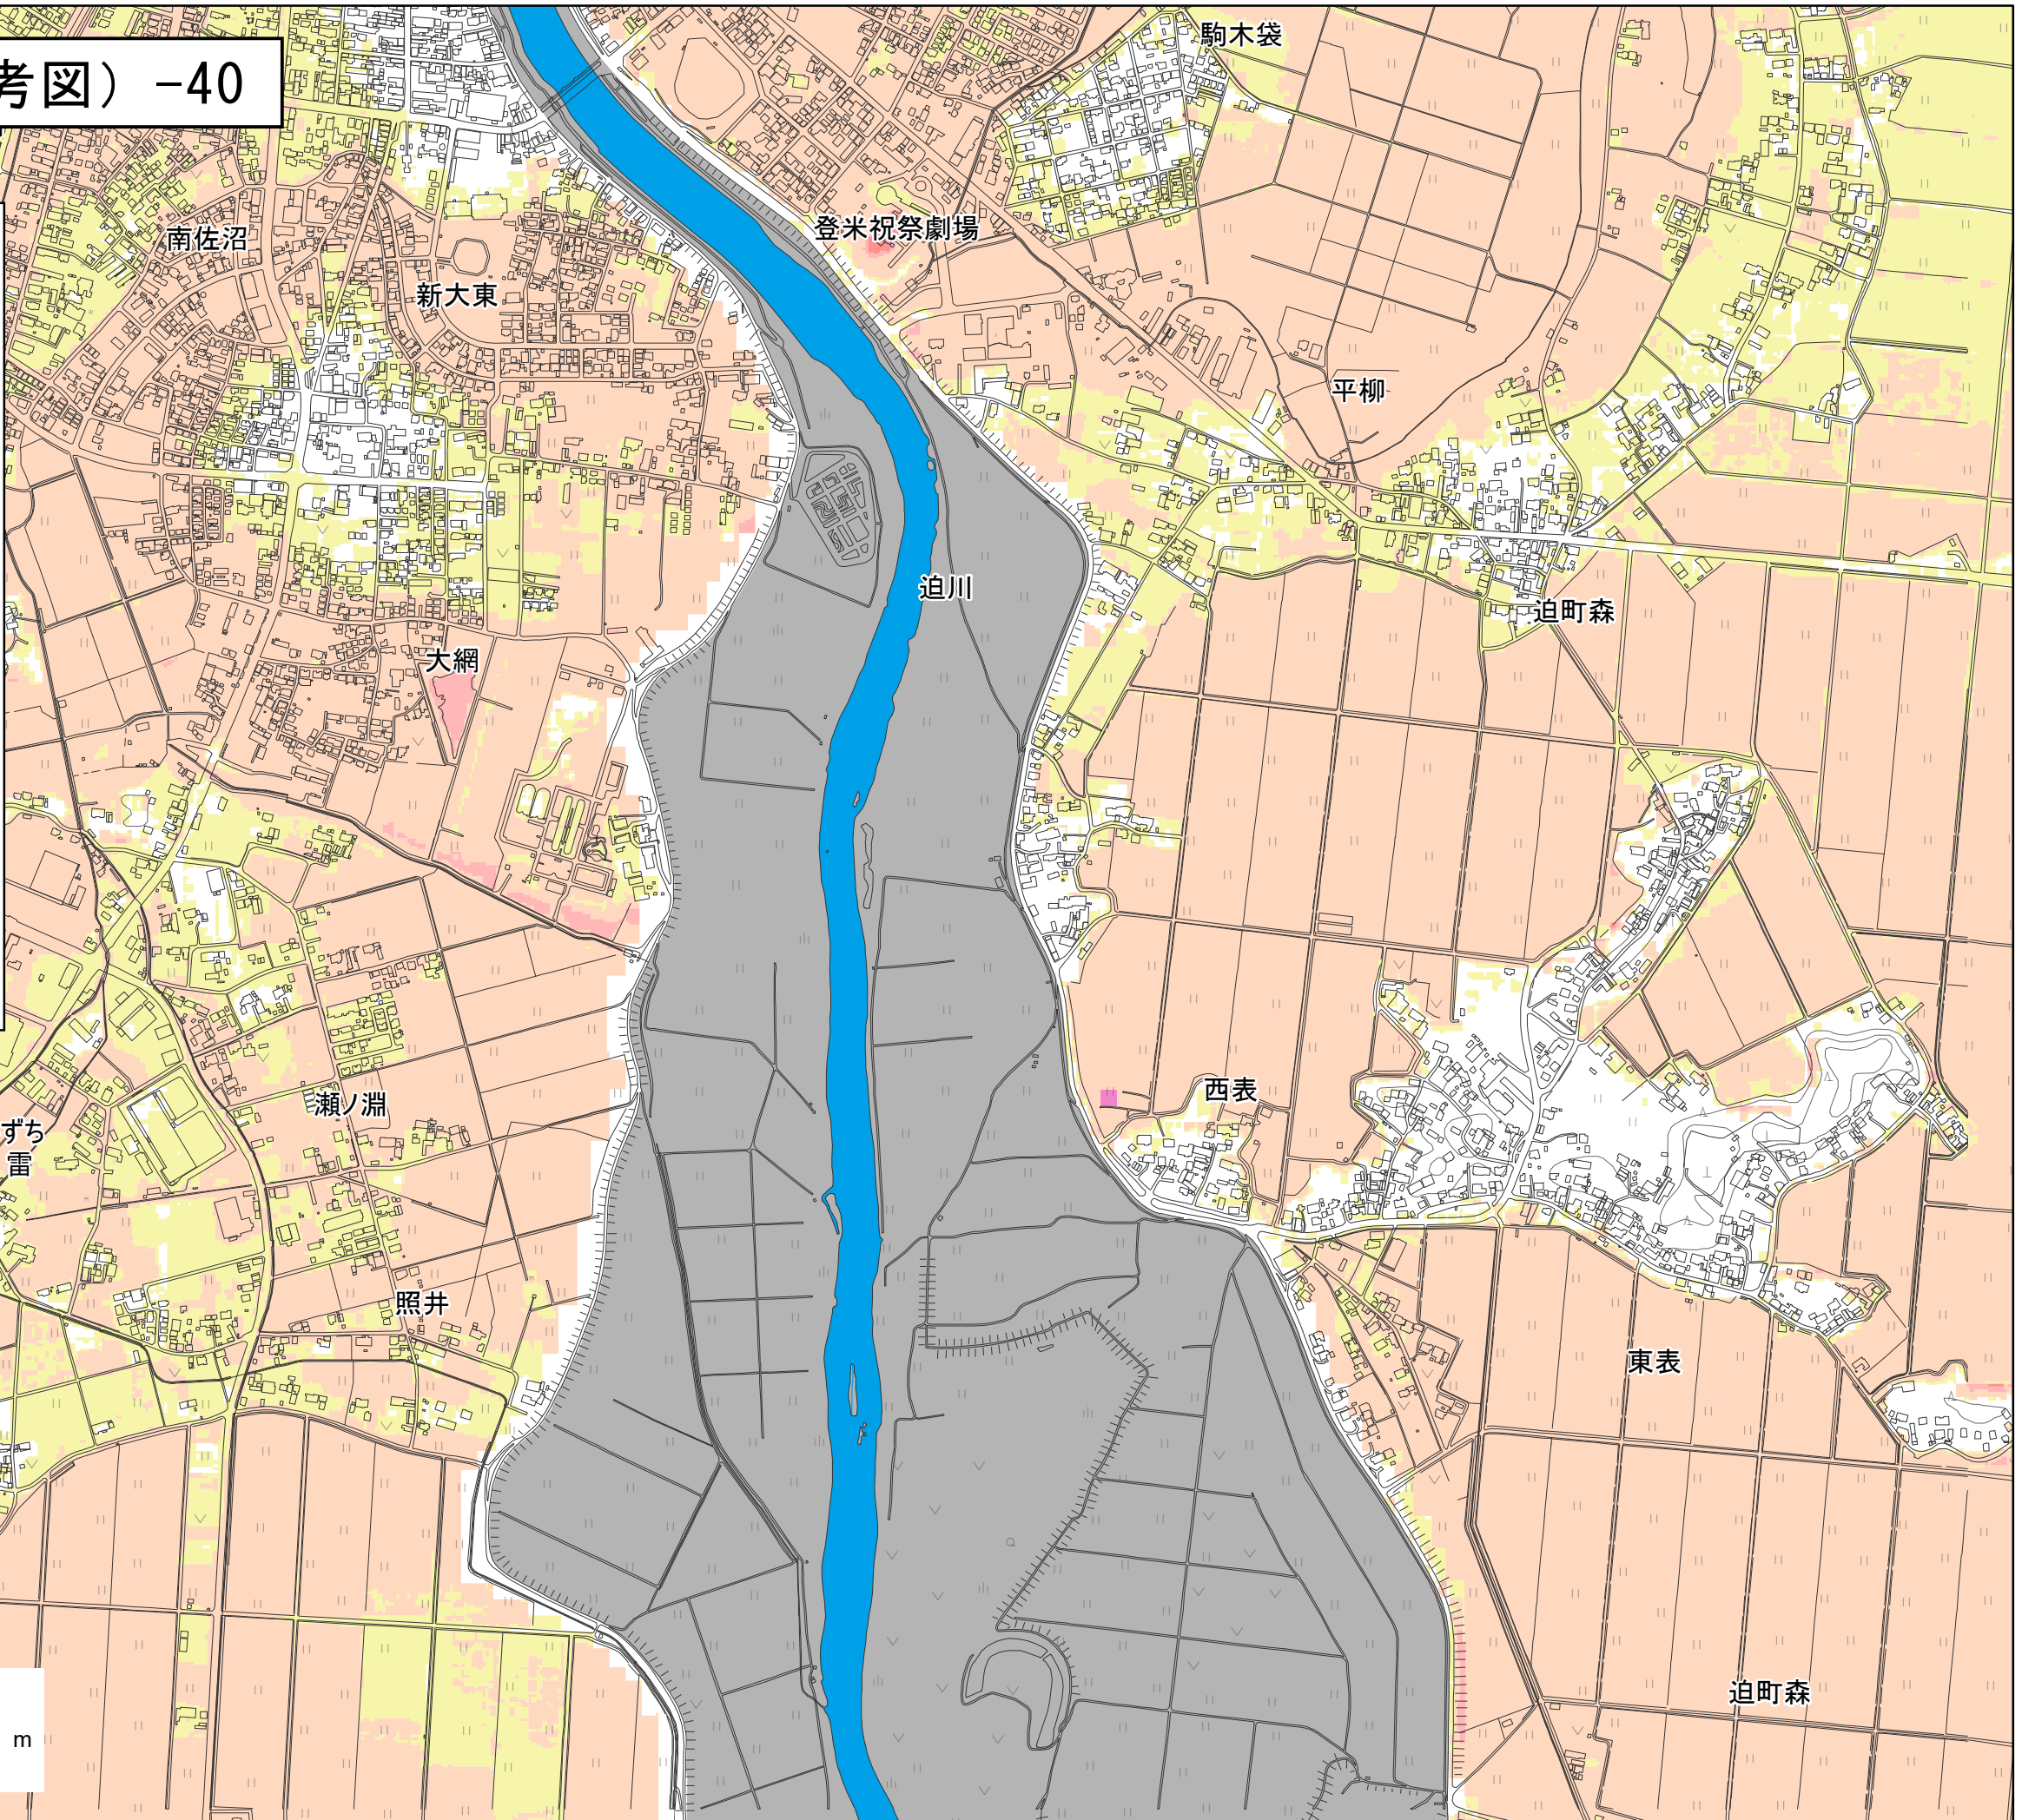 考図）-40
駒木袋
登米祝祭劇場
南佐沼
新大東
平柳
迫川
迫町森
大網
西表
瀬ノ淵
ずち
雷
照井
東表
迫町森
m